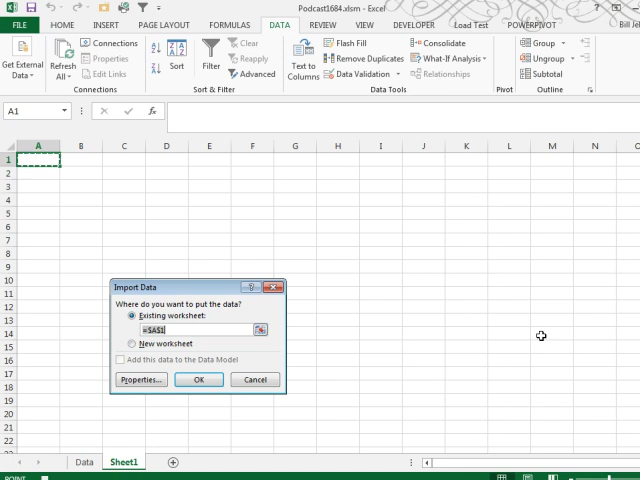 Podcast1684.xlsm - Excel
FILE HOME INSERT PAGE LAYOUT FORMULAS DATA REVIEW VIEW DEVELOPER Load Test POWERPIVOT Bill Jel
Get External Data
Refresh All
Connections
Properties
Edit Links
Connections
Sort
Filter
Clear
Reapply
Advanced
Sort & Filter
Text to Columns
Flash Fill
Remove Duplicates
Data Validation
Consolidate
What-If Analysis
Relationships
Data Tools
Pivot
Group
Ungroup
Subtotal
Outline
A1 fx
A B C D E F G H I J K L M N O
1
2
3
4
5
6
7
8
9
10
11
12
13
14
15
16
17
18
19
20
21
22
Import Data
Where do you want to put the data?
Existing worksheet:
=$A$1
New worksheet
Add this data to the Data Model
Properties... OK Cancel
Data Sheet1
POINT